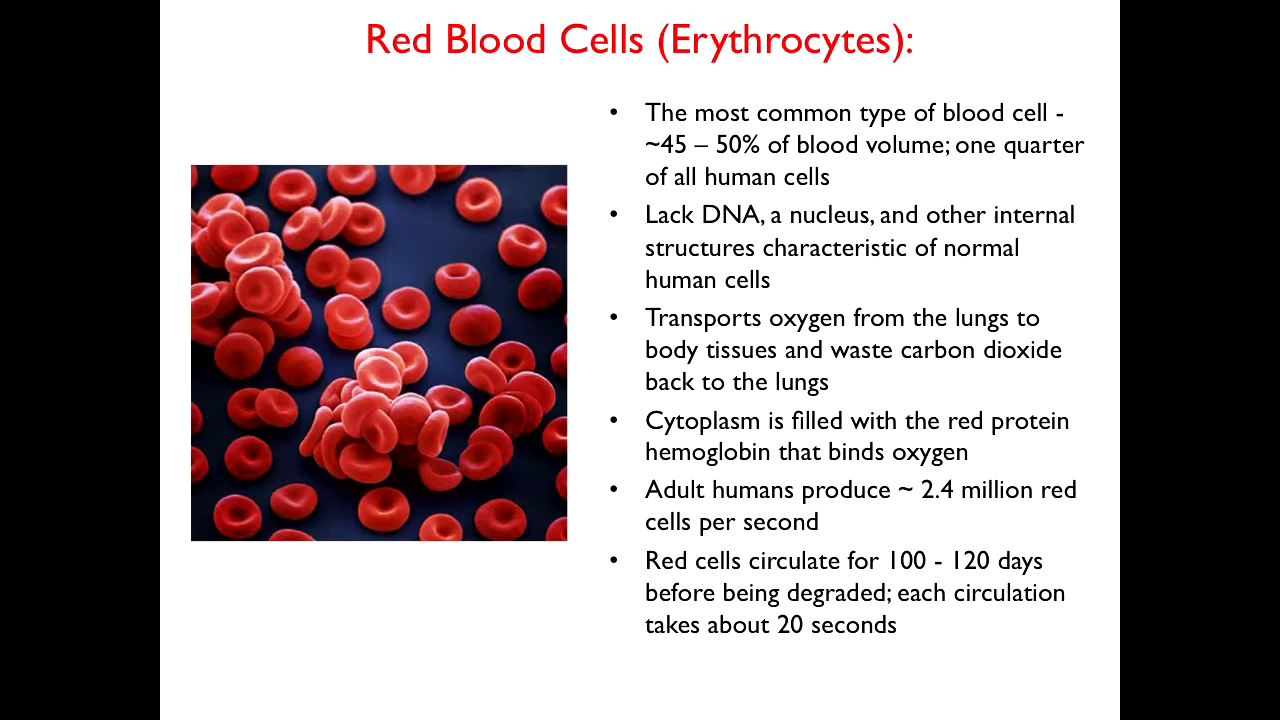 Red Blood Cells (Erythrocytes):
• The most common type of blood cell -
~45 – 50% of blood volume; one quarter
of all human cells
• Lack DNA, a nucleus, and other internal
structures characteristic of normal
human cells
• Transports oxygen from the lungs to
body tissues and waste carbon dioxide
back to the lungs
• Cytoplasm is filled with the red protein
hemoglobin that binds oxygen
• Adult humans produce ~ 2.4 million red
cells per second
• Red cells circulate for 100 - 120 days
before being degraded; each circulation
takes about 20 seconds